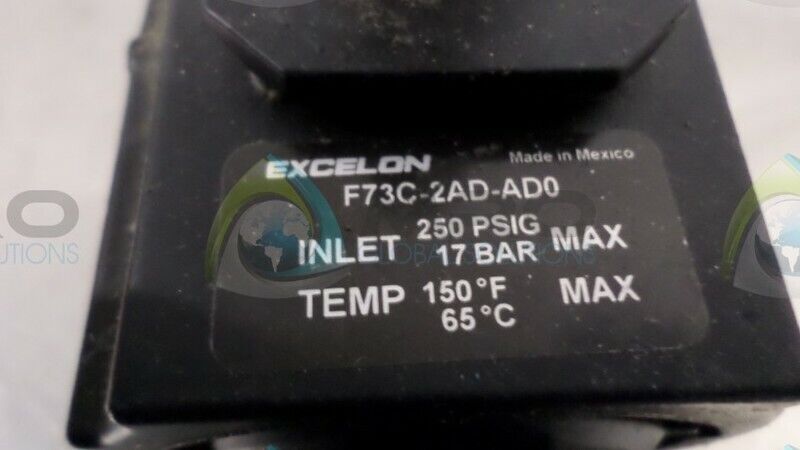 EXCELON Made in Mexico
F73C-2AD-AD0
INLET 250 PSIG MAX
17 BAR
TEMP 150°F MAX
65°C